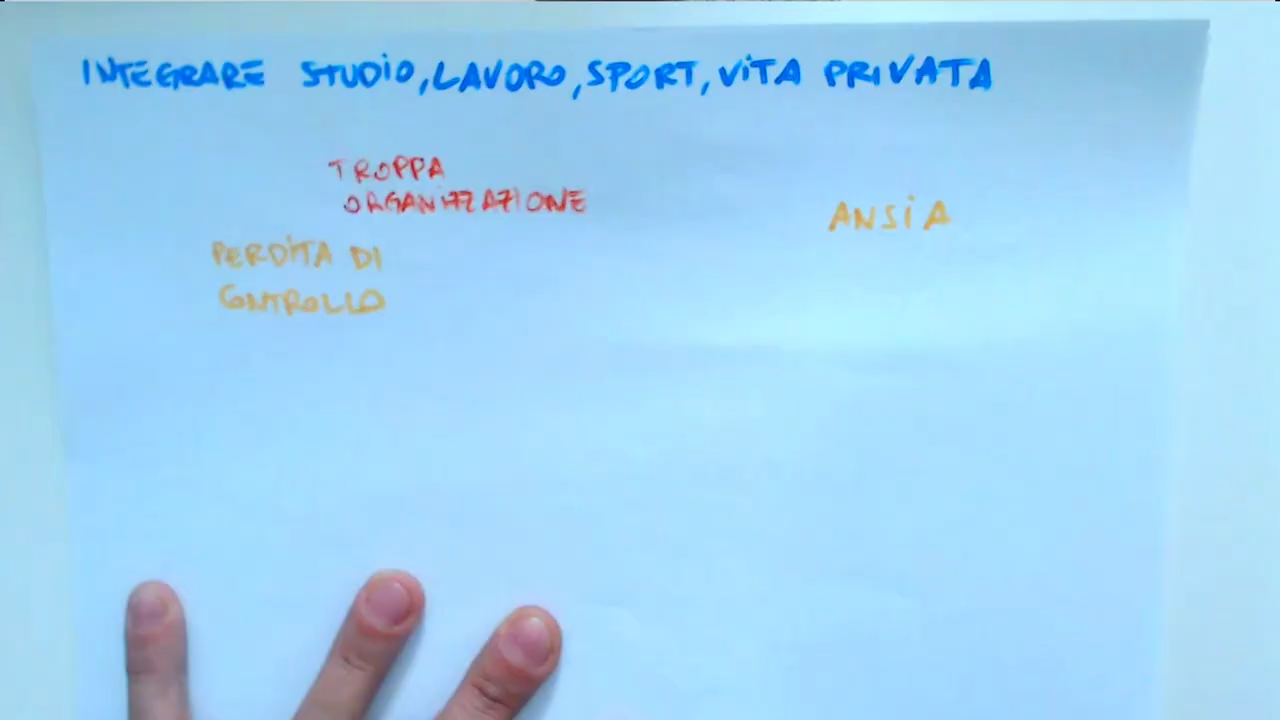 INTEGRARE STUDIO, LAVORO, SPORT, VITA PRIVATA
TROPPA
ORGANIZZAZIONE
ANSIA
PERDITA DI
CONTROLLO